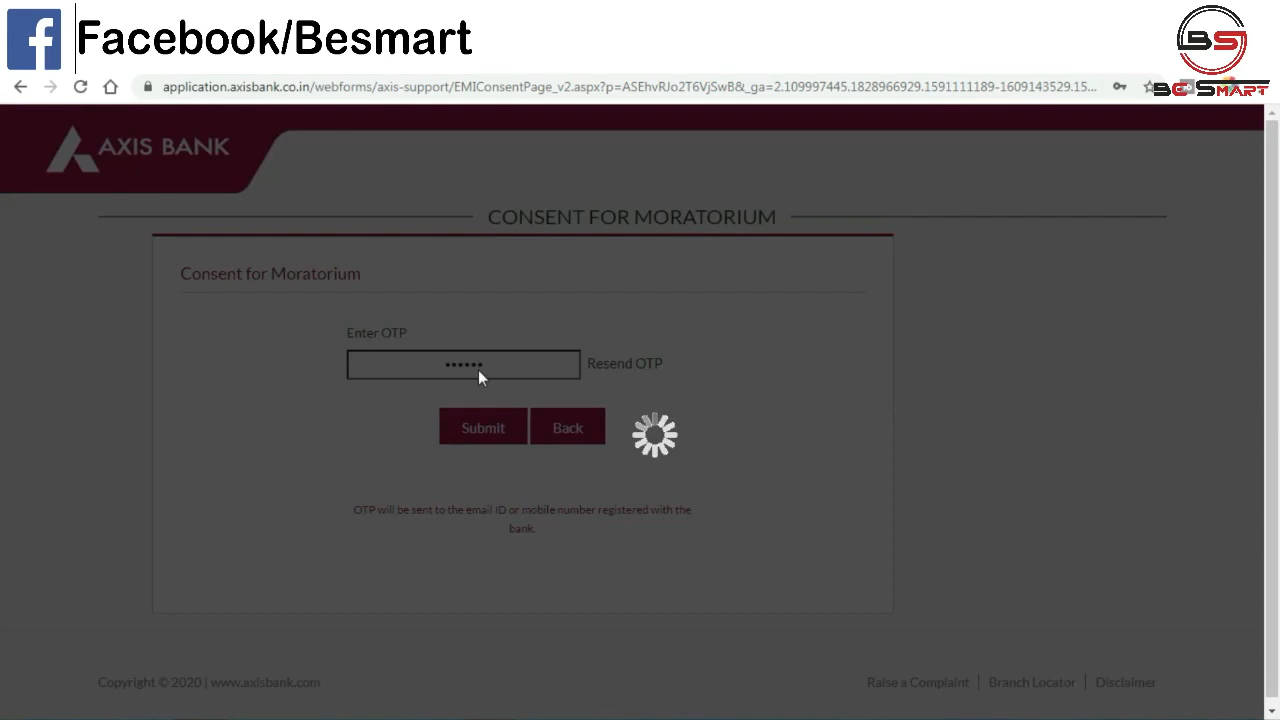 Facebook/Besmart
BS
BeSmart
application.axisbank.co.in/webforms/axis-support/EMIConsentPage_v2.aspx?p=ASEhvRJo2T6VjSwB&_ga=2.109997445.1828966929.1591111189-1609143529.15...
AXIS BANK
CONSENT FOR MORATORIUM
Consent for Moratorium
Enter OTP
•••••• Resend OTP
Submit Back
OTP will be sent to the email ID or mobile number registered with the
bank.
Copyright © 2020 | www.axisbank.com Raise a Complaint | Branch Locator | Disclaimer